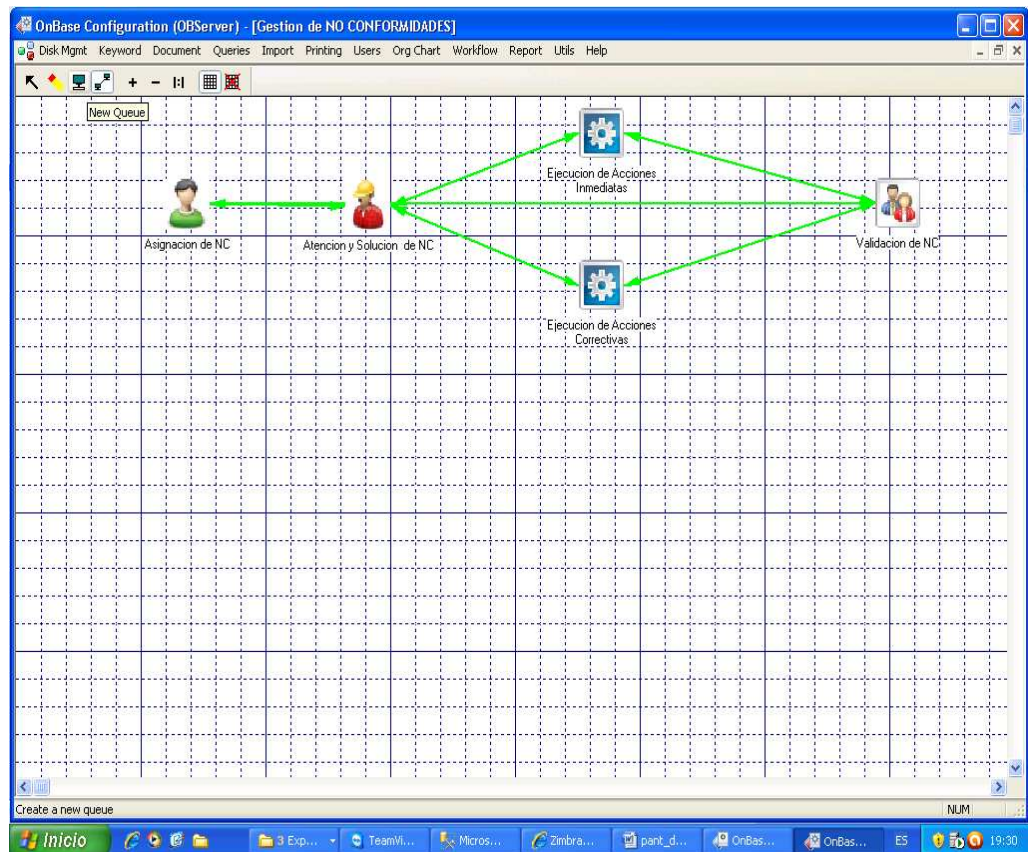 OnBase Configuration (OBServer) - [Gestion de NO CONFORMIDADES]
Disk Mgmt Keyword Document Queries Import Printing Users Org Chart Workflow Report Utils Help
New Queue
Ejecucion de Acciones
Inmediatas
Asignacion de NC
Atencion y Solucion de NC
Validacion de NC
Ejecucion de Acciones
Correctivas
Create a new queue
NUM
Inicio
3 Exp...
TeamVi...
Micros...
Zimbra...
pant_d...
OnBas...
OnBas...
ES
19:30